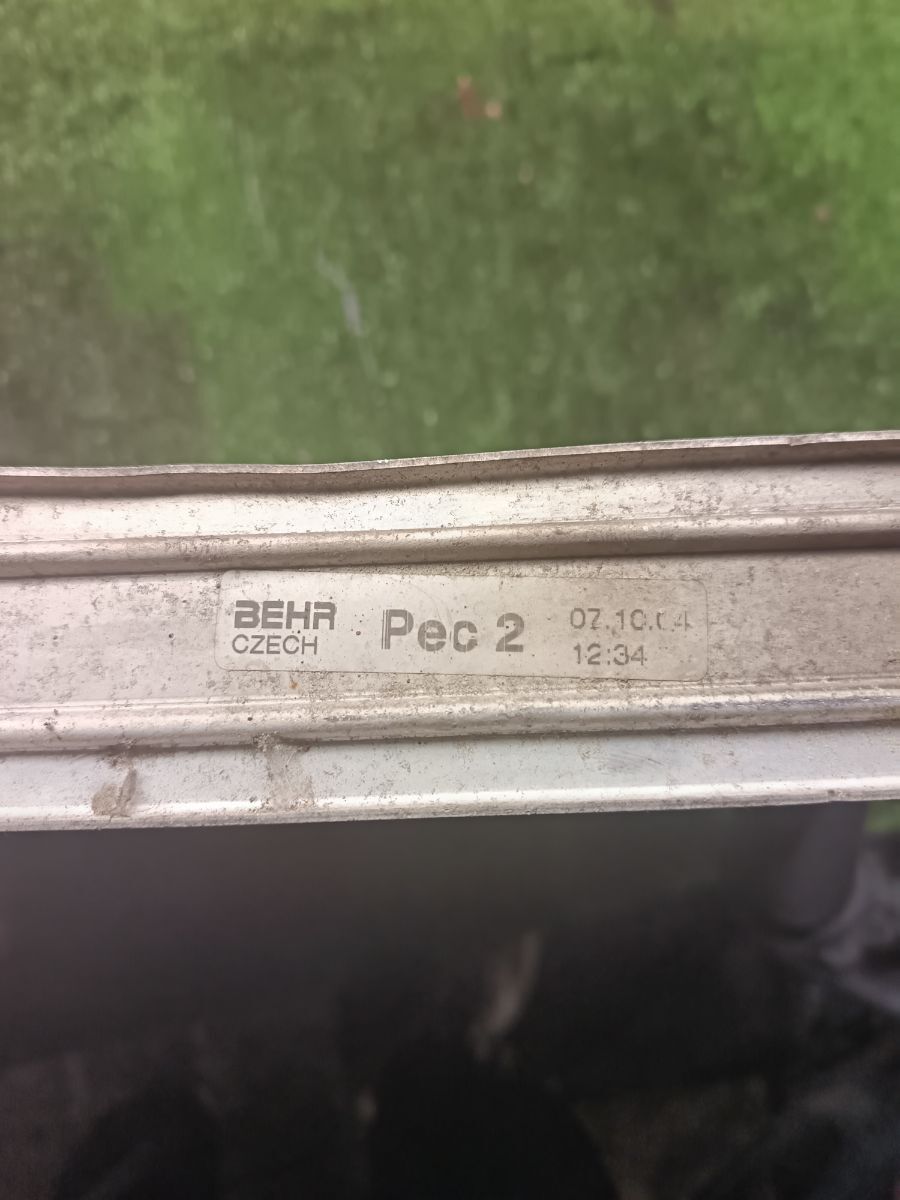 BEHR
CZECH
Pec 2
07.10.04
12:34